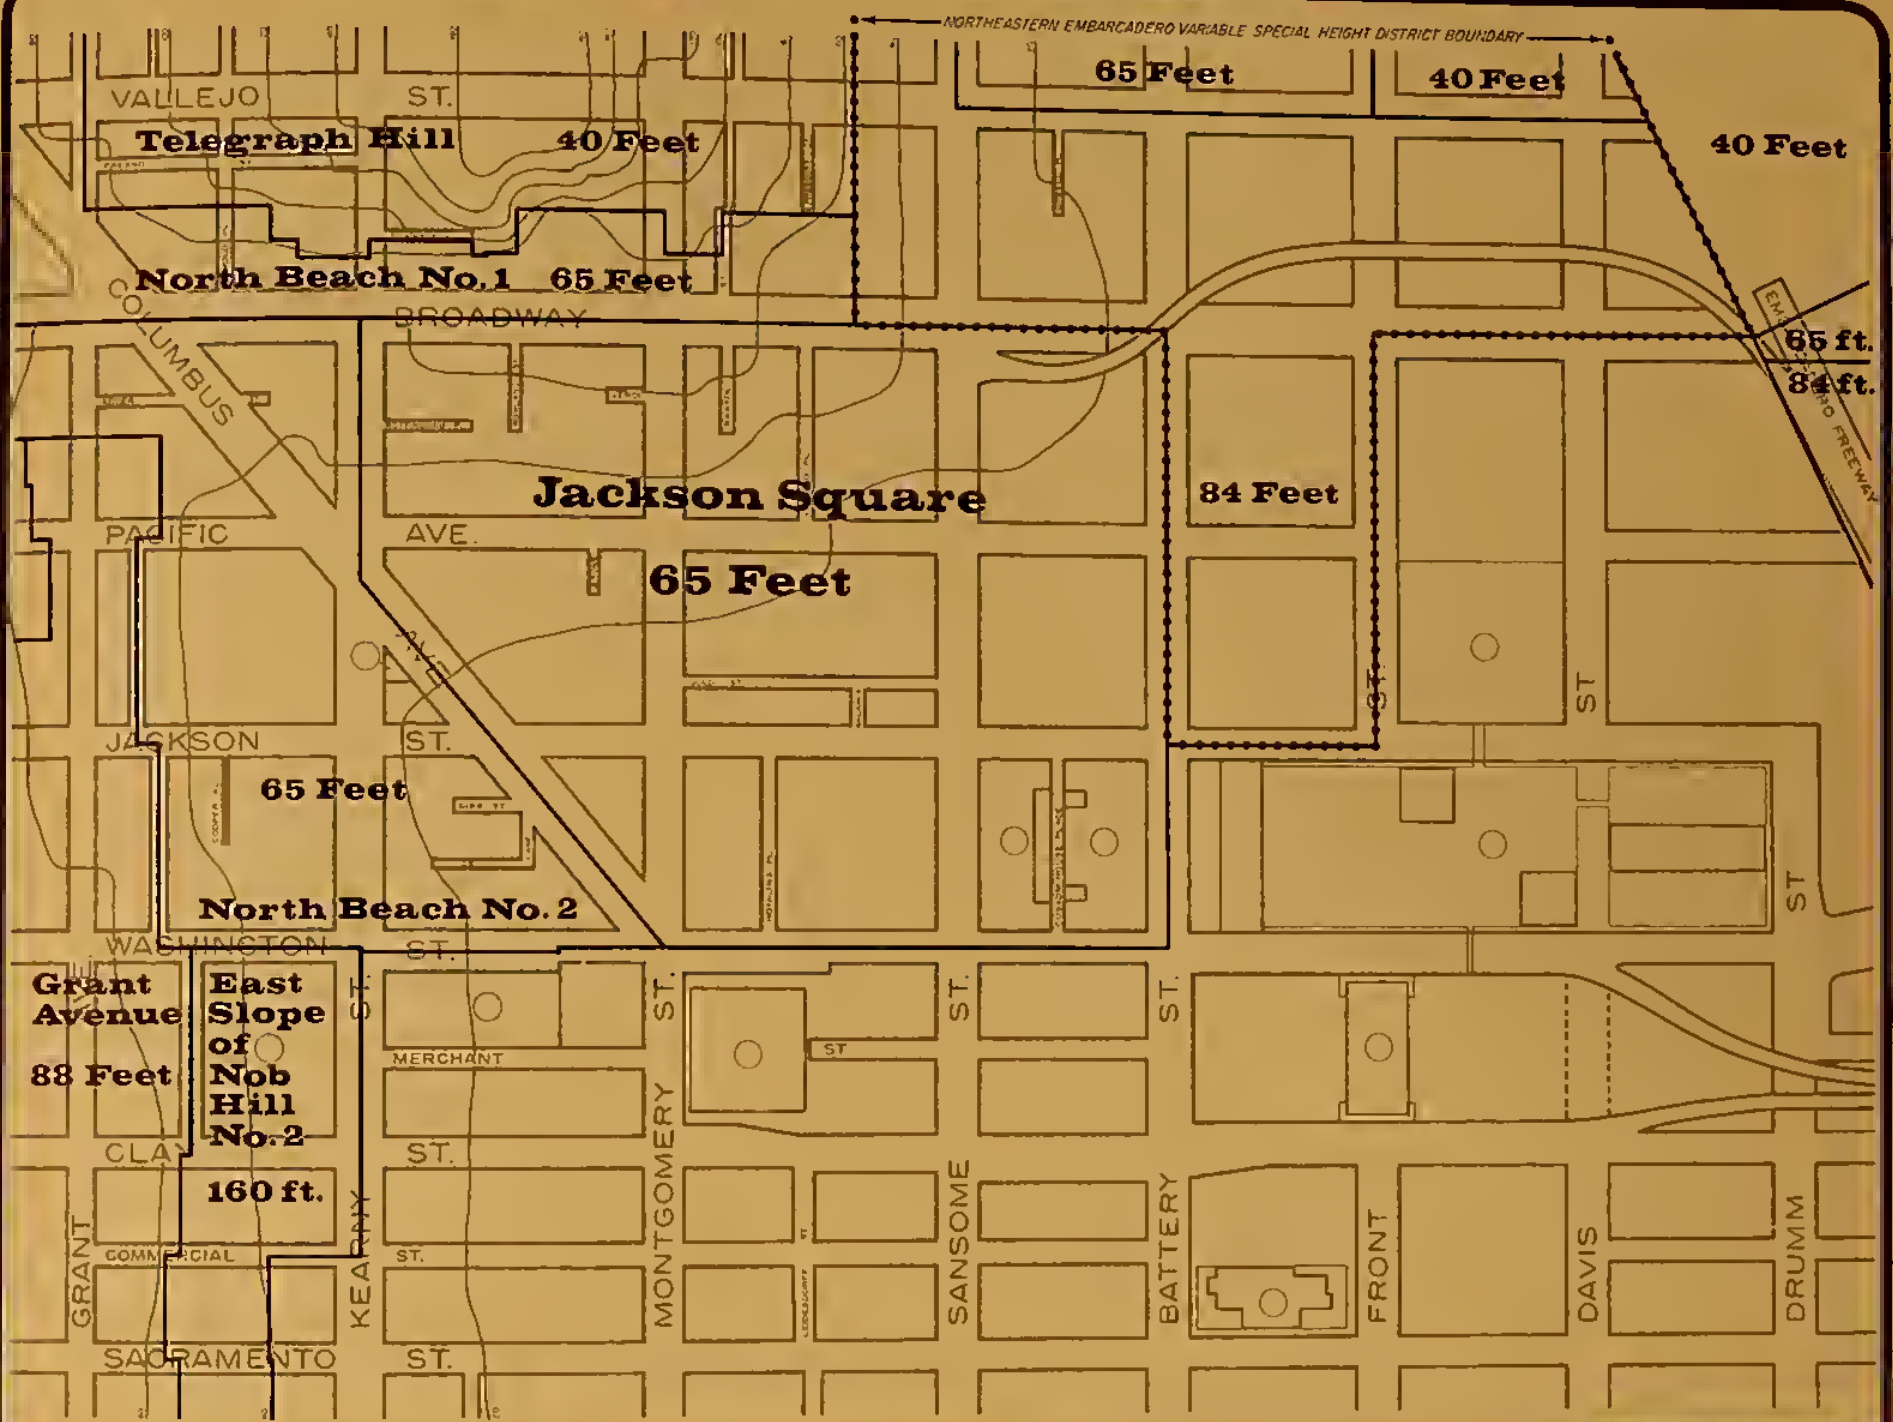 NORTHEASTERN EMBARCADERO VARIABLE SPECIAL HEIGHT DISTRICT BOUNDARY
65 Feet
40 Feet
VALLEJO ST.
Telegraph Hill 40 Feet
40 Feet
North Beach No.1 65 Feet
COLUMBUS
BROADWAY
65 ft.
84 ft.
EMBARCADERO FREEWAY
Jackson Square
84 Feet
PACIFIC AVE.
65 Feet
ST.
ST
JACKSON ST.
65 Feet
North Beach No. 2
ST
WASHINGTON ST.
Grant
Avenue
88 Feet
East
Slope
of
Nob
Hill
No. 2
160 ft.
ST.
ST.
ST.
ST.
MERCHANT
ST
CLAY ST.
COMMERCIAL ST.
GRANT
KEARNY
MONTGOMERY
SANSOME
BATTERY
FRONT
DAVIS
DRUMM
SACRAMENTO ST.